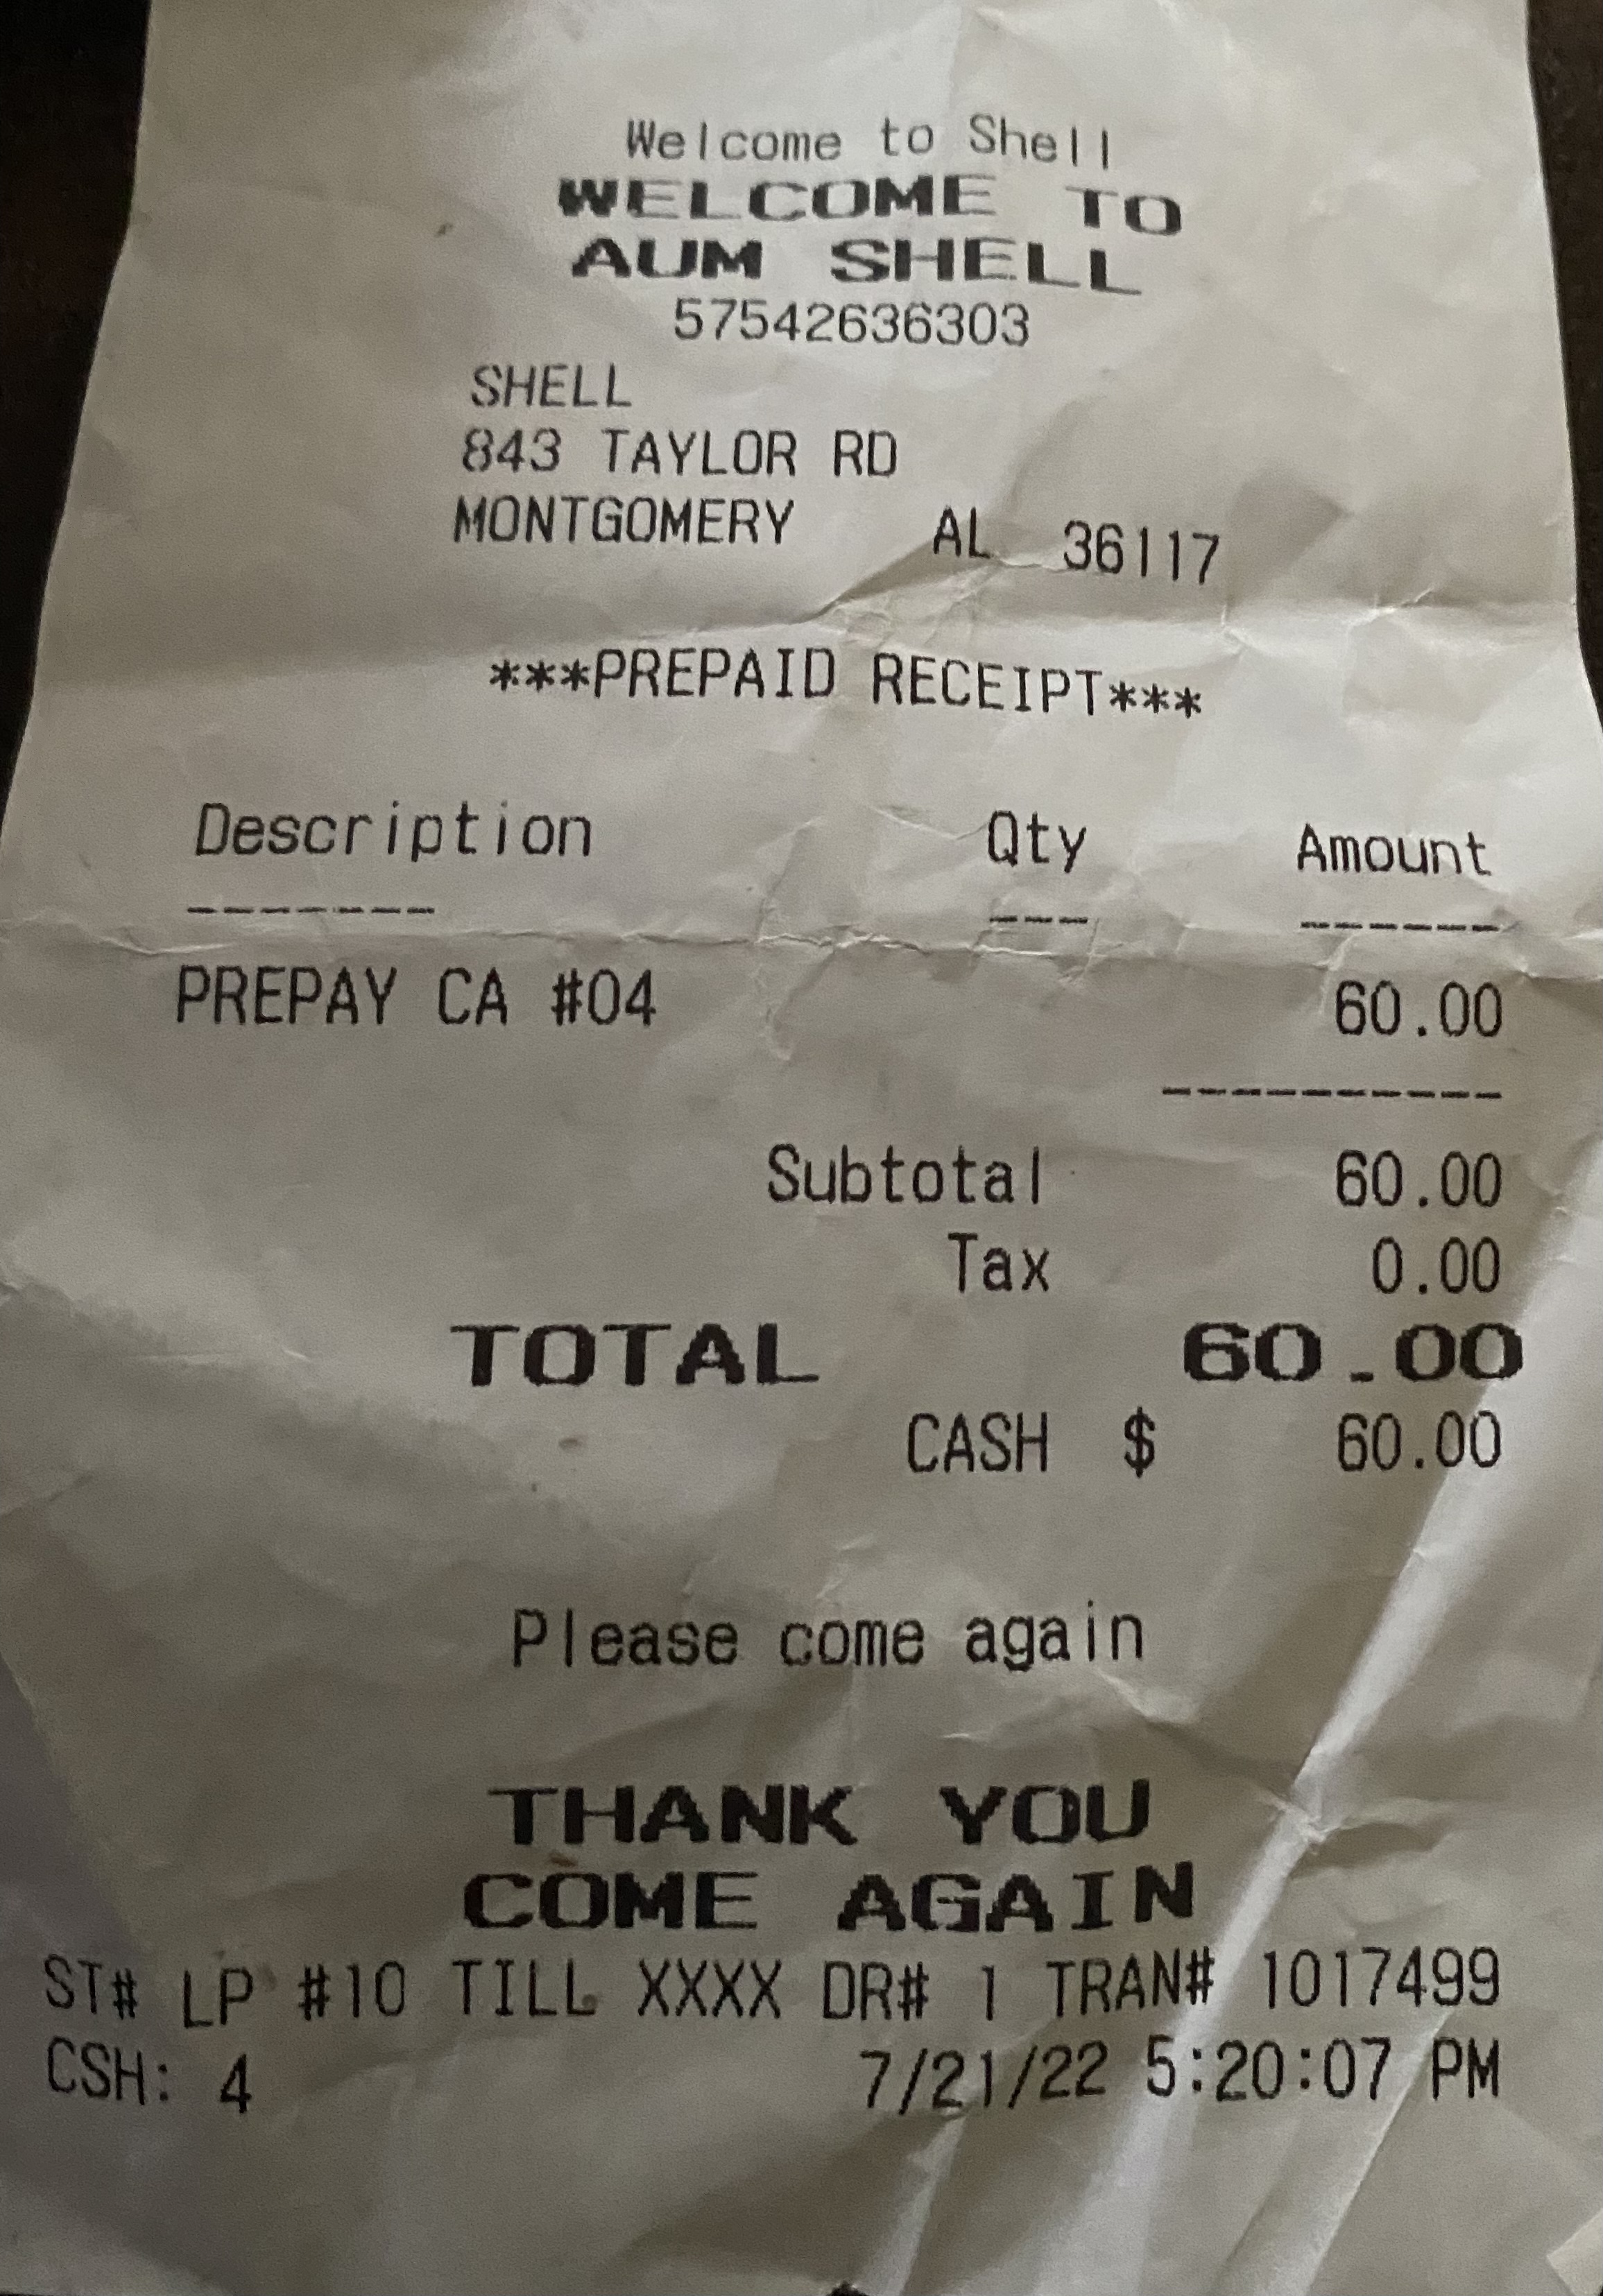 Welcome to Shell
WELCOME TO
AUM SHELL
57542636303
SHELL
843 TAYLOR RD
MONTGOMERY AL 36117
***PREPAID RECEIPT***
Description Qty Amount
------- --- ------
PREPAY CA #04 60.00
----------
Subtotal 60.00
Tax 0.00
TOTAL 60.00
CASH $ 60.00
Please come again
THANK YOU
COME AGAIN
ST# LP #10 TILL XXXX DR# 1 TRAN# 1017499
CSH: 4 7/21/22 5:20:07 PM